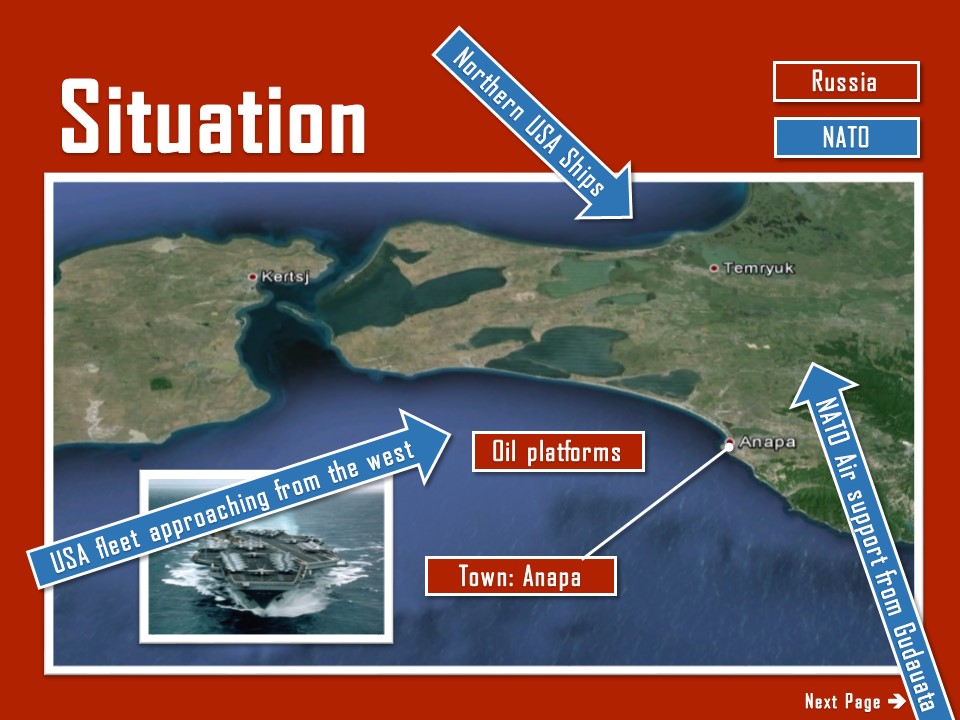 Situation
Northern USA Ships
Russia
NATO
Kertsj
Temryuk
Anapa
Oil platforms
USA fleet approaching from the west
NATO Air support from Gudauata
Town: Anapa
Next Page